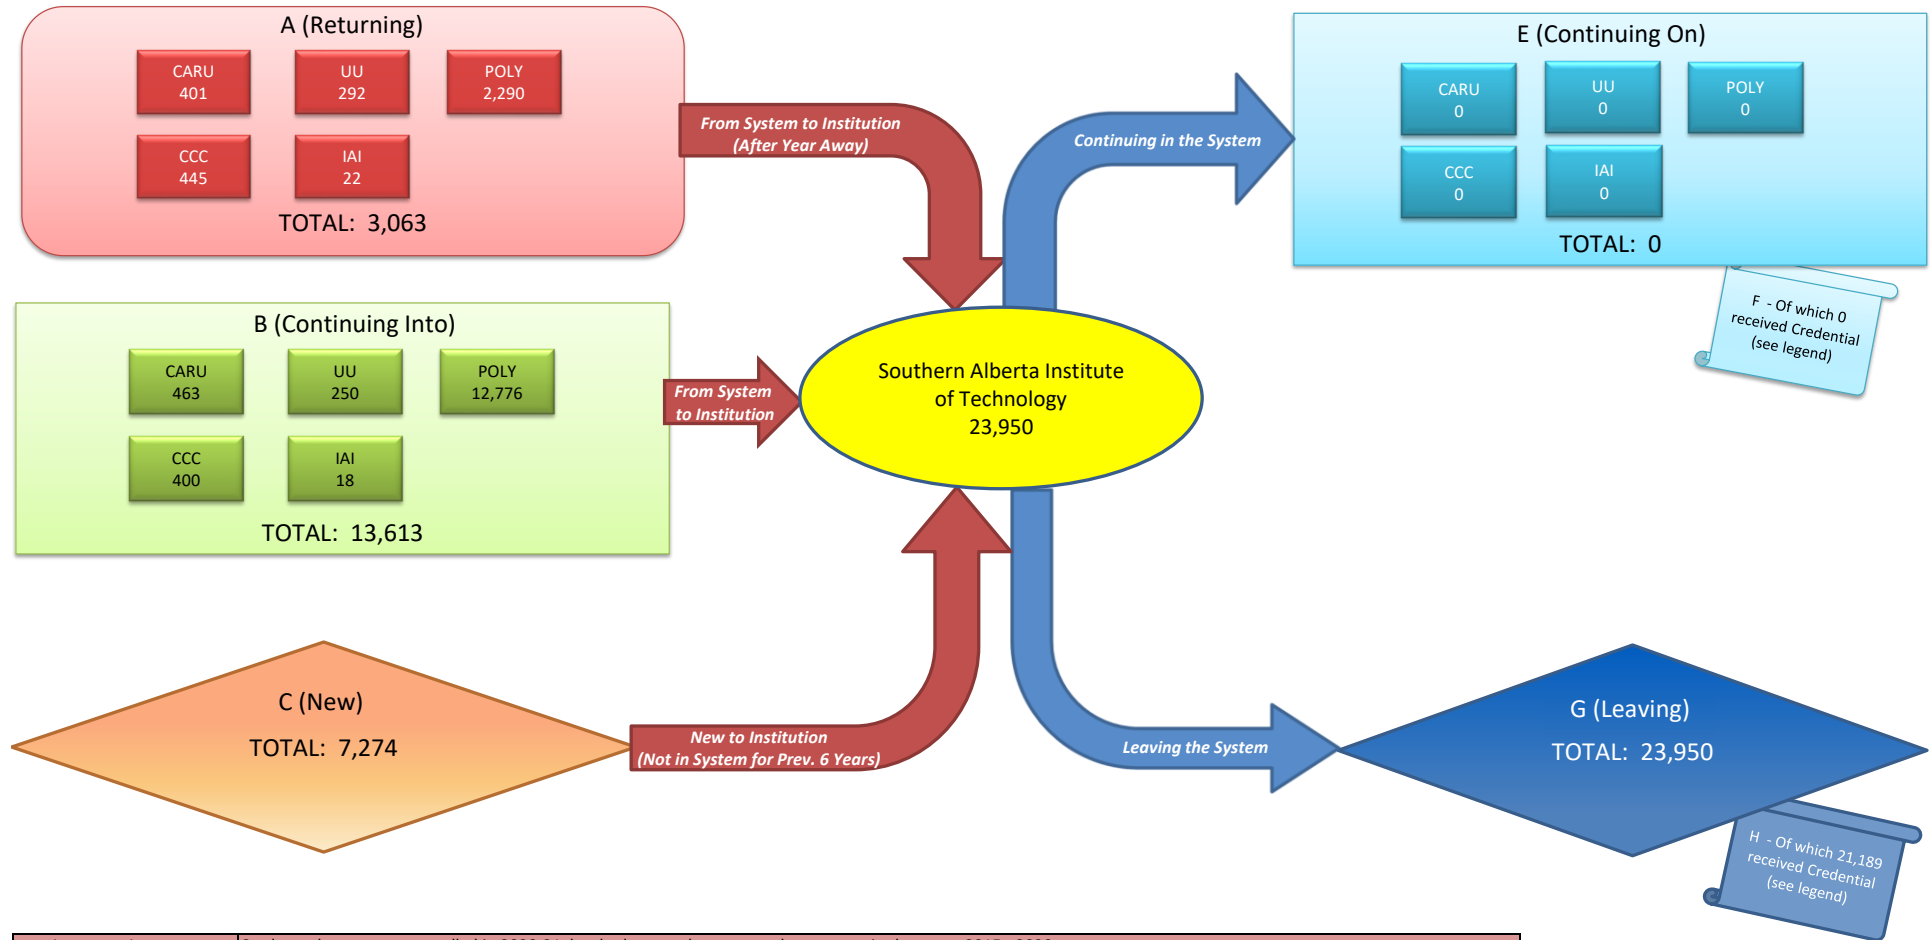 A (Returning)
CARU
401
UU
292
POLY
2,290
CCC
445
IAI
22
TOTAL: 3,063
From System to Institution
(After Year Away)
Continuing in the System
E (Continuing On)
CARU
0
UU
0
POLY
0
CCC
0
IAI
0
TOTAL: 0
F - Of which 0
received Credential
(see legend)
B (Continuing Into)
CARU
463
UU
250
POLY
12,776
CCC
400
IAI
18
TOTAL: 13,613
From System
to Institution
Southern Alberta Institute
of Technology
23,950
C (New)
TOTAL: 7,274
New to Institution
(Not in System for Prev. 6 Years)
Leaving the System
G (Leaving)
TOTAL: 23,950
H - Of which 21,189
received Credential
(see legend)